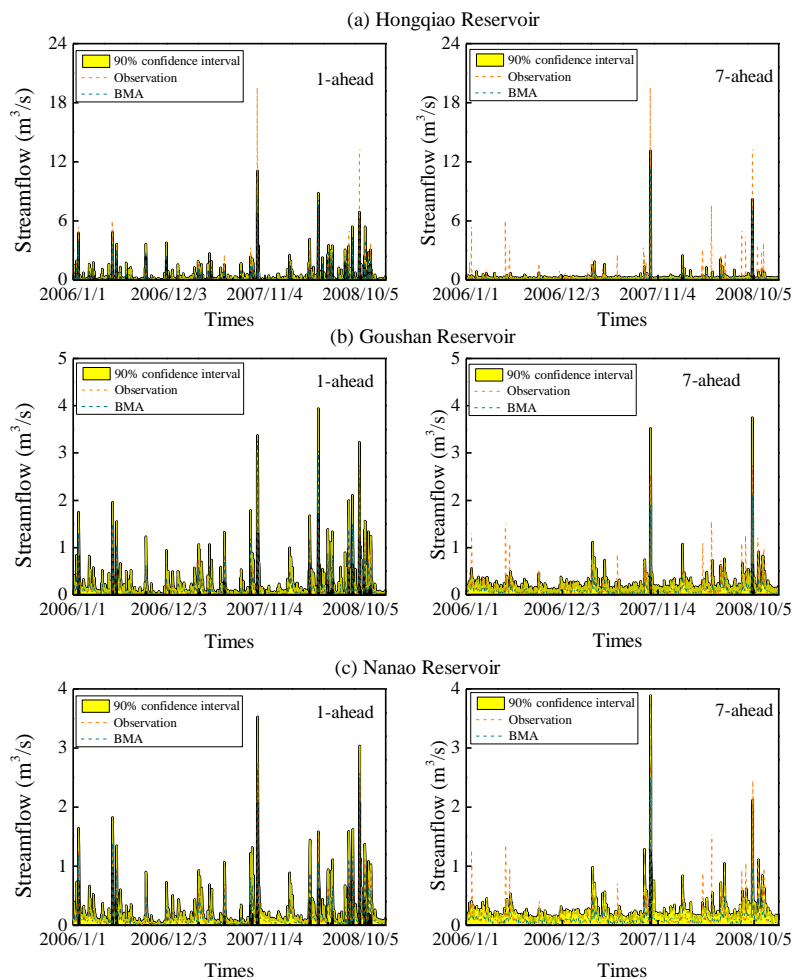 (a) Hongqiao Reservoir
24
18
12
6
0
Streamflow (m³/s)
90% confidence interval
Observation
BMA
1-ahead
2006/1/1 2006/12/3 2007/11/4 2008/10/5
Times
24
18
12
6
0
Streamflow (m³/s)
90% confidence interval
Observation
BMA
7-ahead
2006/1/1 2006/12/3 2007/11/4 2008/10/5
Times
(b) Goushan Reservoir
5
4
3
2
1
0
Streamflow (m³/s)
90% confidence interval
Observation
BMA
1-ahead
2006/1/1 2006/12/3 2007/11/4 2008/10/5
Times
5
4
3
2
1
0
Streamflow (m³/s)
90% confidence interval
Observation
BMA
7-ahead
2006/1/1 2006/12/3 2007/11/4 2008/10/5
Times
(c) Nanao Reservoir
4
3
2
1
0
Streamflow (m³/s)
90% confidence interval
Observation
BMA
1-ahead
2006/1/1 2006/12/3 2007/11/4 2008/10/5
Times
4
3
2
1
0
Streamflow (m³/s)
90% confidence interval
Observation
BMA
7-ahead
2006/1/1 2006/12/3 2007/11/4 2008/10/5
Times